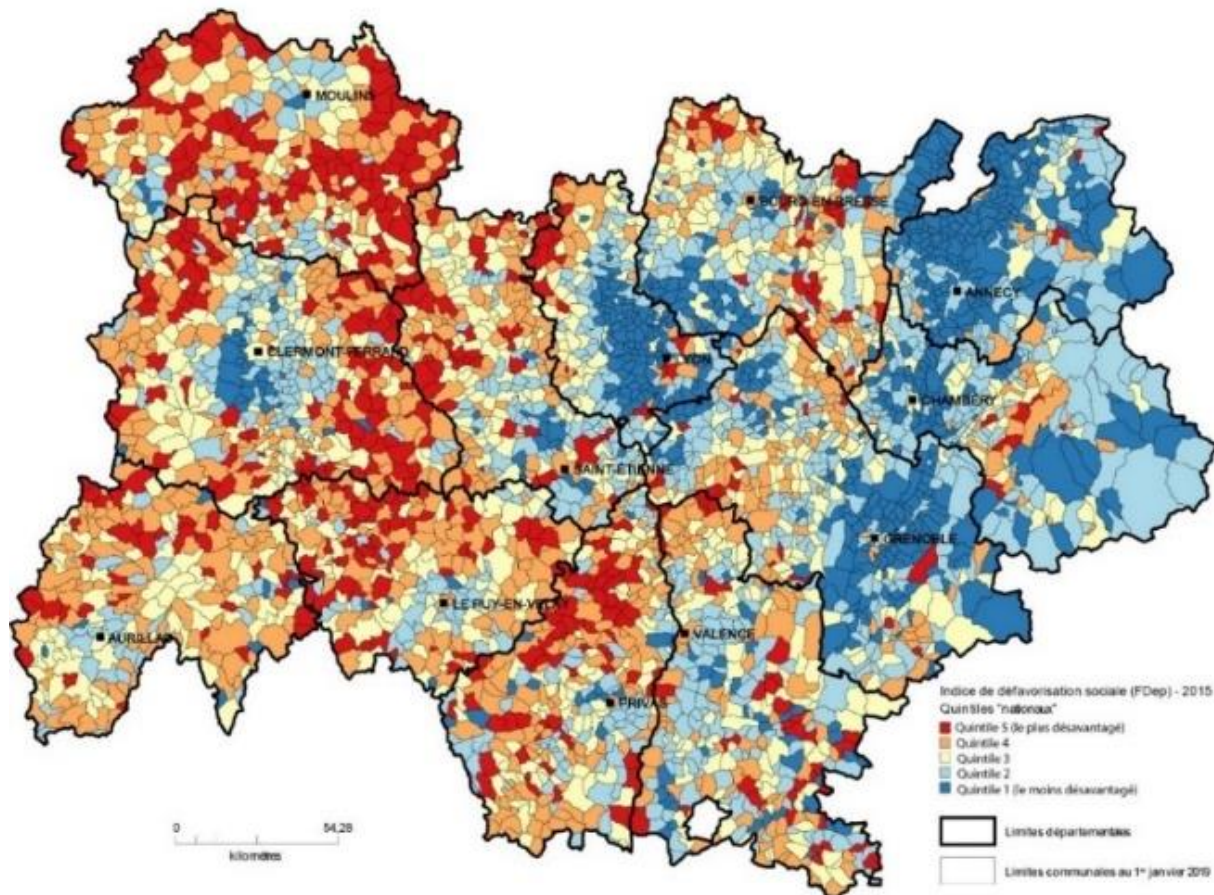 MOULINS
BOURG-EN-BRESSE
ANNECY
CLERMONT-FERRAND
LYON
CHAMBÉRY
SAINT-ÉTIENNE
GRENOBLE
LE PUY-EN-VELAY
AURILLAC
VALENCE
PRIVAS
Indice de défavorisation sociale (FDep) - 2015
Quintiles "nationaux"
Quintile 5 (le plus désavantagé)
Quintile 4
Quintile 3
Quintile 2
Quintile 1 (le moins désavantagé)
Limites départementales
Limites communales au 1er janvier 2019
0 54,28
kilomètres